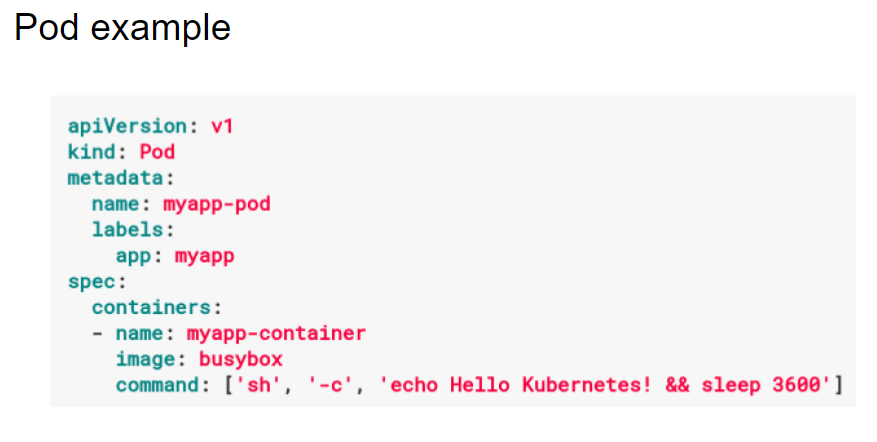 Pod example
apiVersion: v1
kind: Pod
metadata:
  name: myapp-pod
  labels:
    app: myapp
spec:
  containers:
  - name: myapp-container
    image: busybox
    command: ['sh', '-c', 'echo Hello Kubernetes! && sleep 3600']